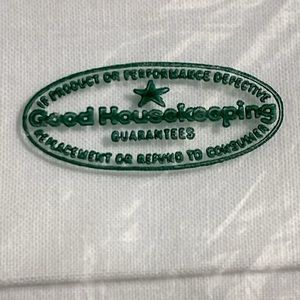 IF PRODUCT OR PERFORMANCE DEFECTIVE
Good Housekeeping
GUARANTEES
REPLACEMENT OR REFUND TO CONSUMER